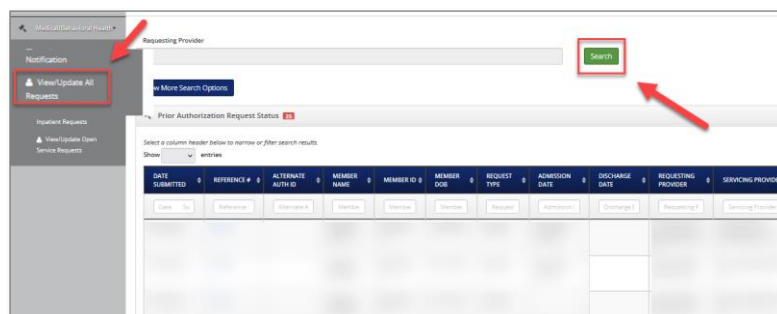 Medical/Behavioral Health
Notification
View/Update All
Requests
Inpatient Requests
View/Update Open
Service Requests
Requesting Provider
Search
w More Search Options
Prior Authorization Request Status 25
Select a column header below to narrow or filter search results.
Show entries
DATE SUBMITTED REFERENCE # ALTERNATE AUTH ID MEMBER NAME MEMBER ID MEMBER DOB REQUEST TYPE ADMISSION DATE DISCHARGE DATE REQUESTING PROVIDER SERVICING PROVIDE
Date Su Reference Alternate A Member Member Member Request Admission Discharge Requesting P Servicing Provider